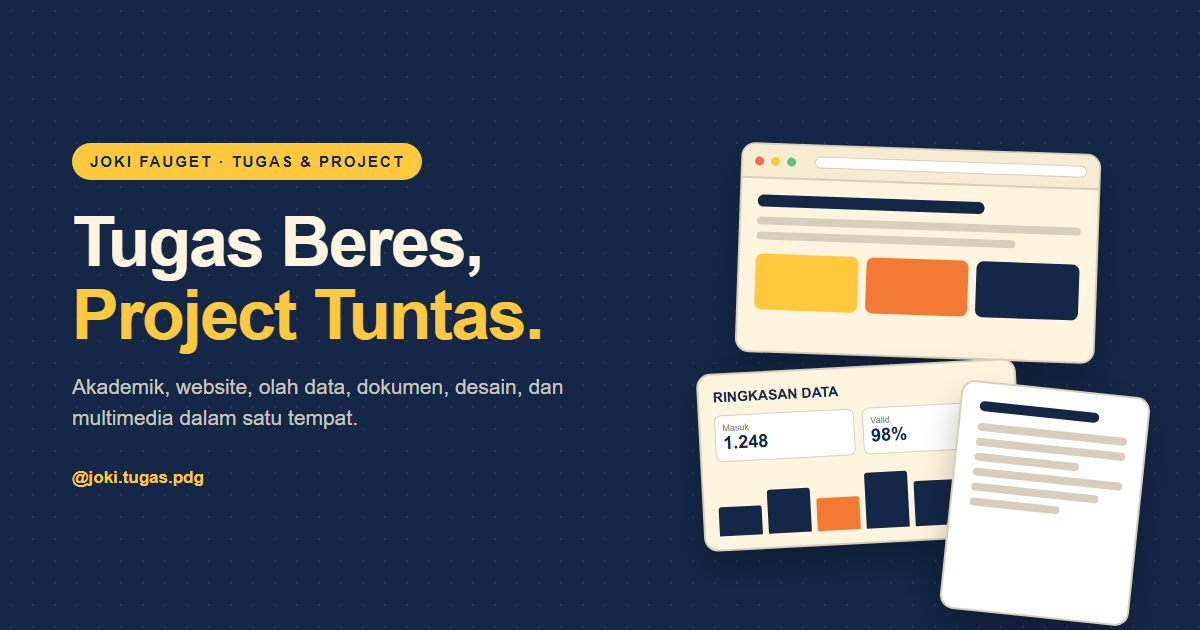 JOKI FAUGET · TUGAS & PROJECT
Tugas Beres,
Project Tuntas.
Akademik, website, olah data, dokumen, desain, dan
multimedia dalam satu tempat.
@joki.tugas.pdg
RINGKASAN DATA
Masuk
1.248
Valid
98%